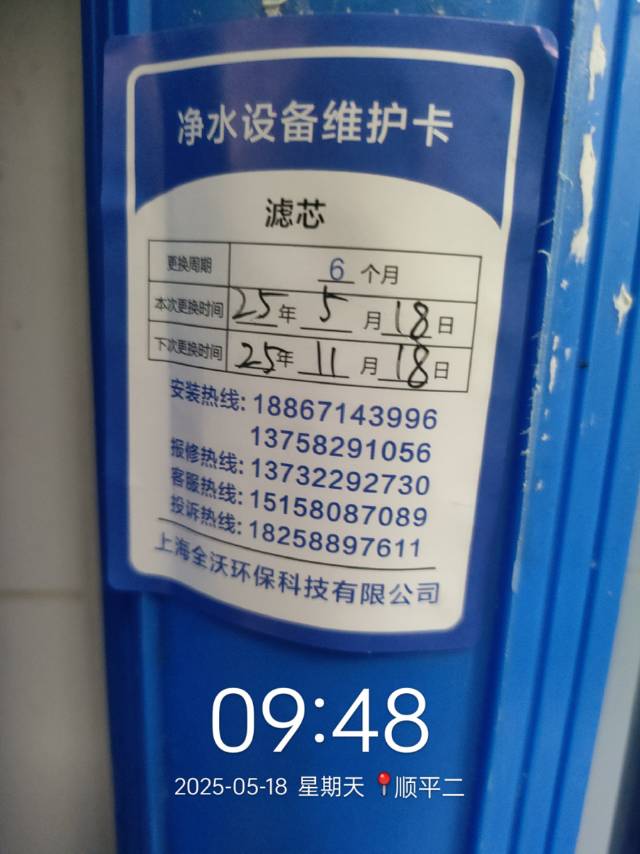 净水设备维护卡
滤芯
更换周期 6 个月
本次更换时间 25 年 5 月 18 日
下次更换时间 25 年 11 月 18 日
安装热线: 18867143996
13758291056
报修热线: 13732292730
客服热线: 15158087089
投诉热线: 18258897611
上海全沃环保科技有限公司
09:48
2025-05-18 星期天 📍顺平二